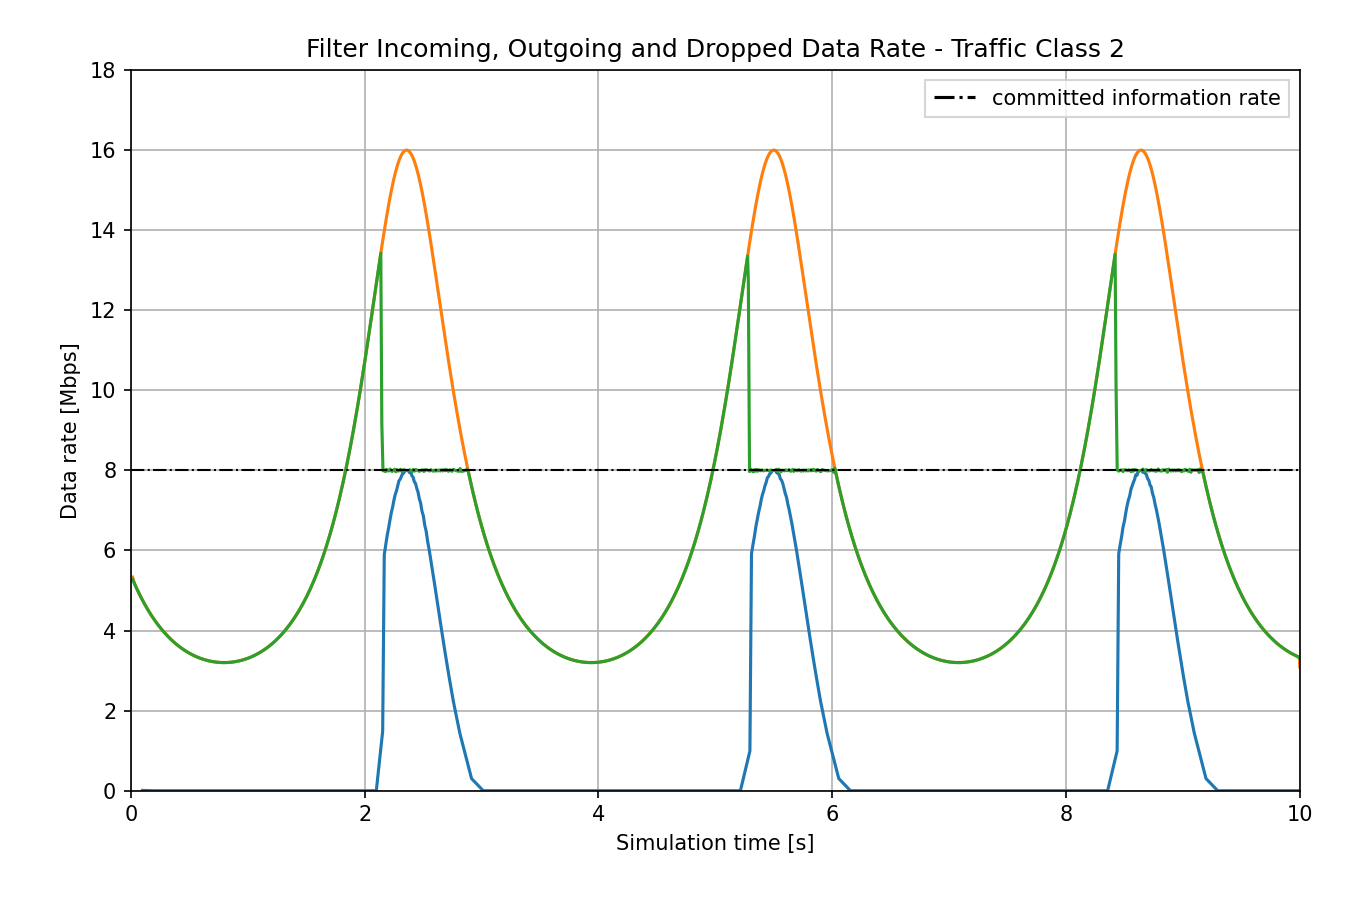 Filter Incoming, Outgoing and Dropped Data Rate - Traffic Class 2
committed information rate
Data rate [Mbps]
18
16
14
12
10
8
6
4
2
0
0 2 4 6 8 10
Simulation time [s]